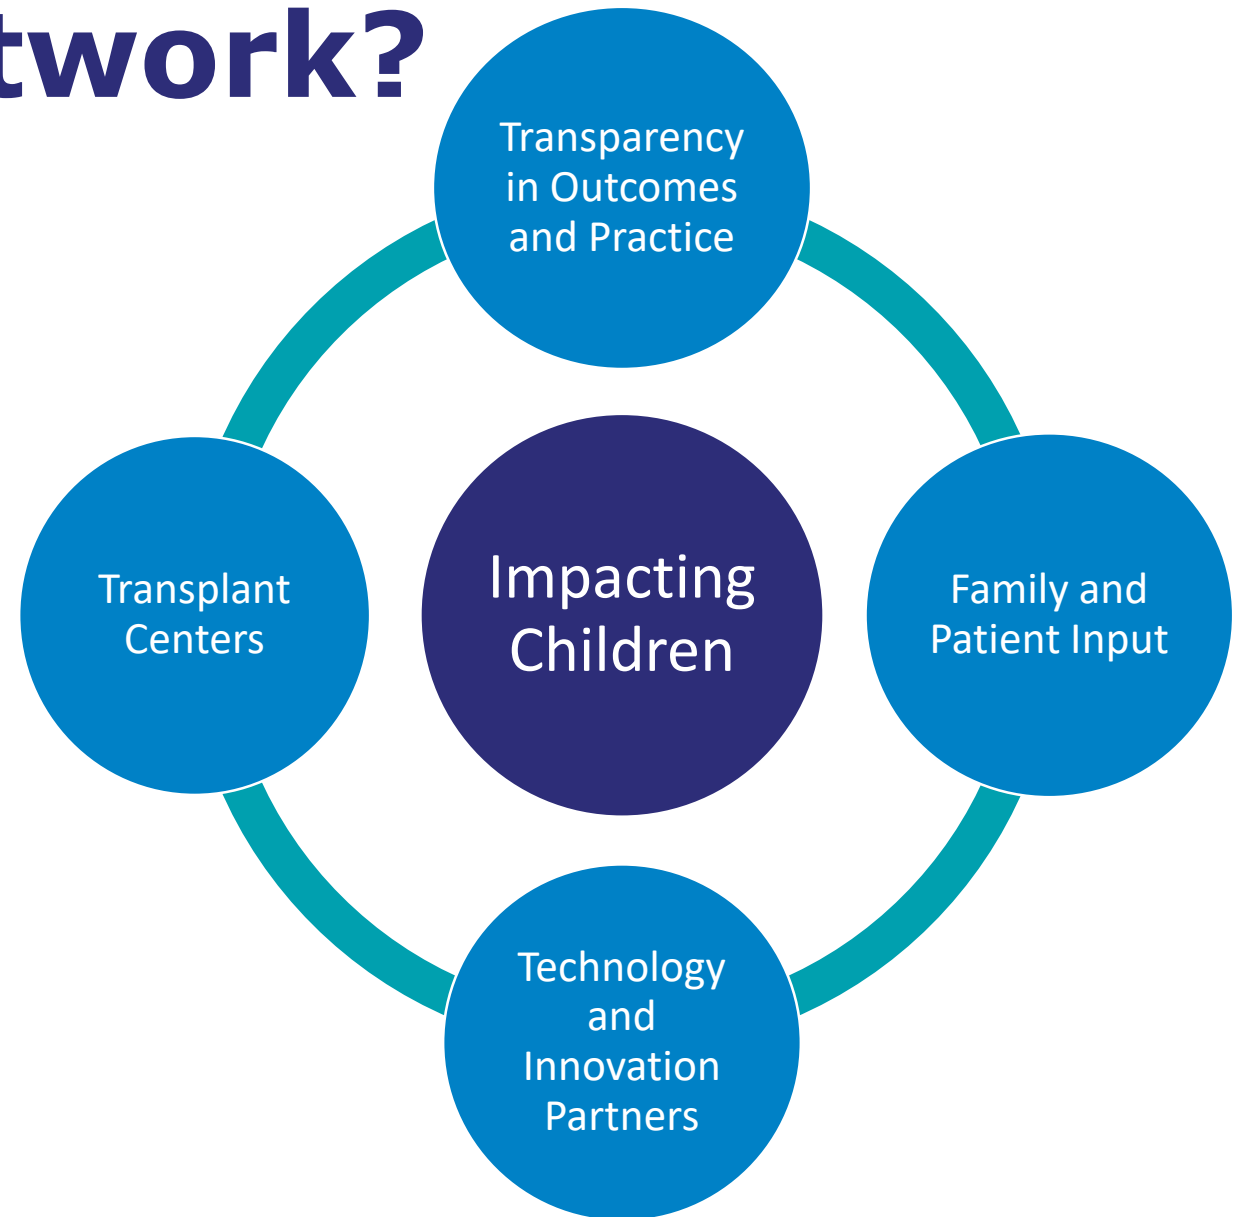 twork?
Transparency
in Outcomes
and Practice
Transplant
Centers
Impacting
Children
Family and
Patient Input
Technology
and
Innovation
Partners